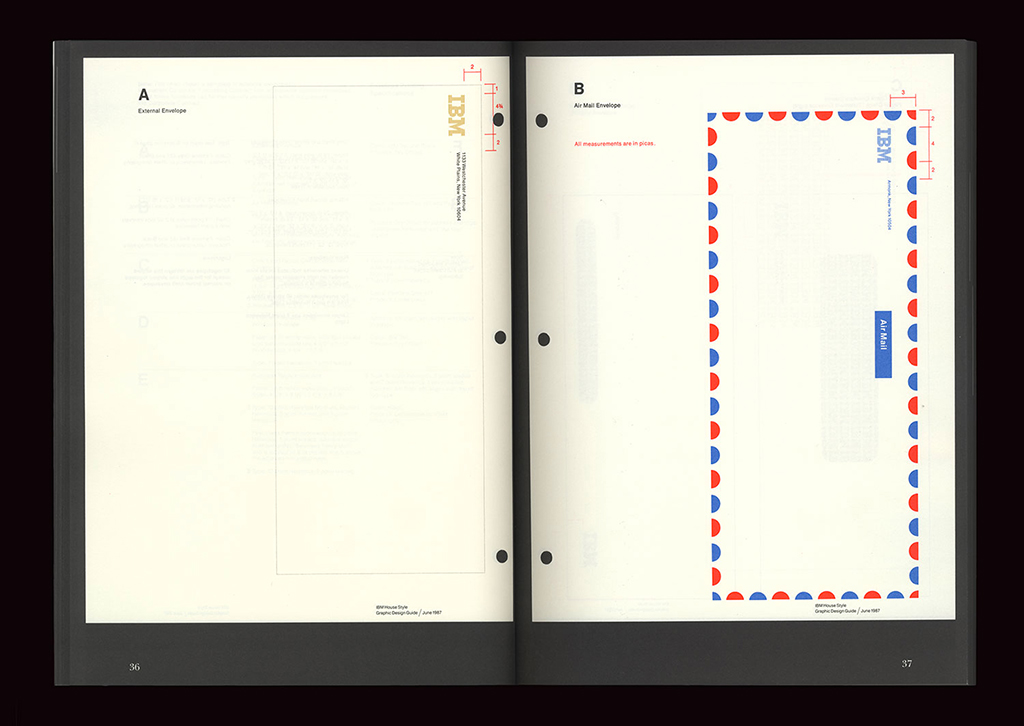 A
External Envelope
2
1
4¾
2
IBM
1133 Westchester Avenue
White Plains, New York 10604
IBM House Style
Graphic Design Guide / June 1987
36
B
Air Mail Envelope
All measurements are in picas.
3
2
4
2
IBM
Armonk, New York 10504
Air Mail
IBM House Style
Graphic Design Guide / June 1987
37